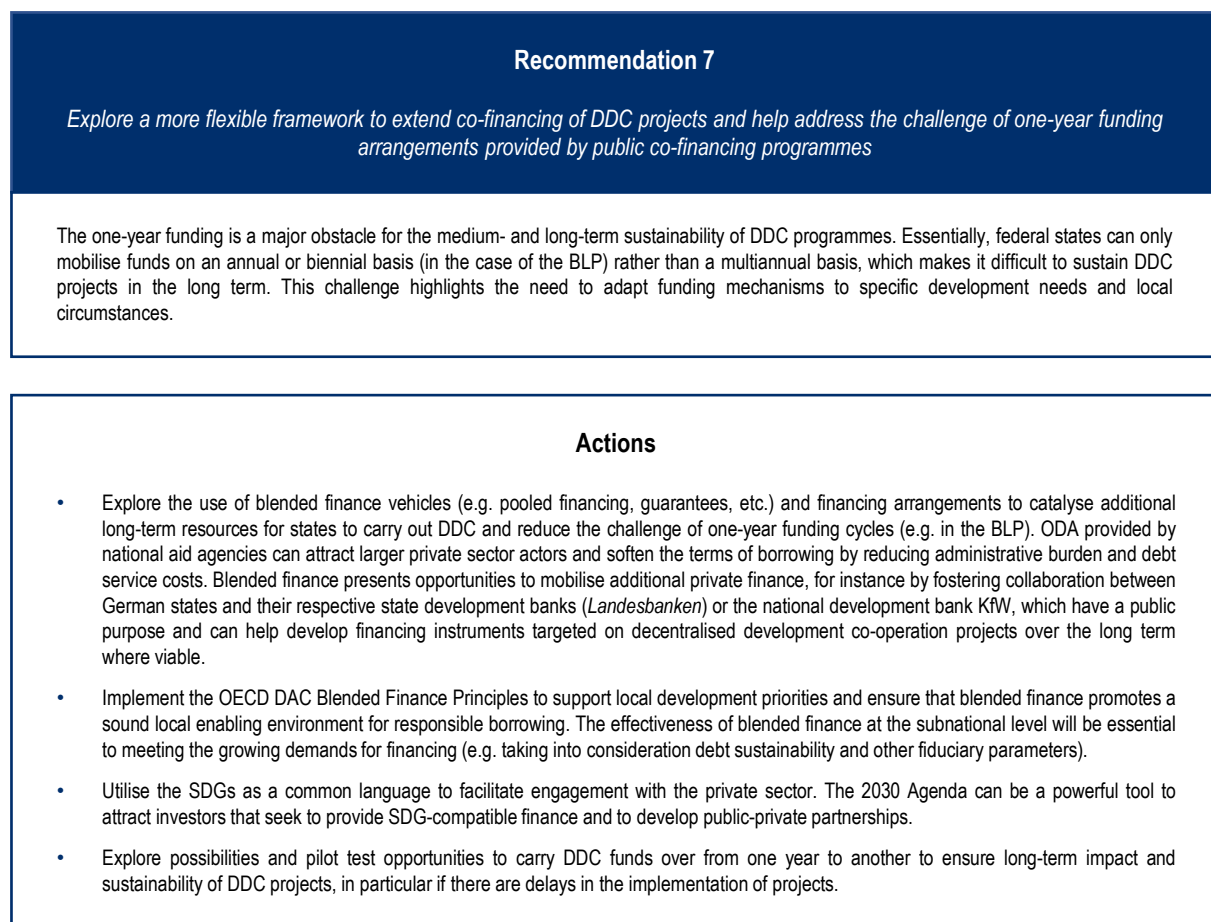 Recommendation 7
Explore a more flexible framework to extend co-financing of DDC projects and help address the challenge of one-year funding
arrangements provided by public co-financing programmes
The one-year funding is a major obstacle for the medium- and long-term sustainability of DDC programmes. Essentially, federal states can only
mobilise funds on an annual or biennial basis (in the case of the BLP) rather than a multiannual basis, which makes it difficult to sustain DDC
projects in the long term. This challenge highlights the need to adapt funding mechanisms to specific development needs and local
circumstances.
Actions
• Explore the use of blended finance vehicles (e.g. pooled financing, guarantees, etc.) and financing arrangements to catalyse additional
long-term resources for states to carry out DDC and reduce the challenge of one-year funding cycles (e.g. in the BLP). ODA provided by
national aid agencies can attract larger private sector actors and soften the terms of borrowing by reducing administrative burden and debt
service costs. Blended finance presents opportunities to mobilise additional private finance, for instance by fostering collaboration between
German states and their respective state development banks (Landesbanken) or the national development bank KfW, which have a public
purpose and can help develop financing instruments targeted on decentralised development co-operation projects over the long term
where viable.
• Implement the OECD DAC Blended Finance Principles to support local development priorities and ensure that blended finance promotes a
sound local enabling environment for responsible borrowing. The effectiveness of blended finance at the subnational level will be essential
to meeting the growing demands for financing (e.g. taking into consideration debt sustainability and other fiduciary parameters).
• Utilise the SDGs as a common language to facilitate engagement with the private sector. The 2030 Agenda can be a powerful tool to
attract investors that seek to provide SDG-compatible finance and to develop public-private partnerships.
• Explore possibilities and pilot test opportunities to carry DDC funds over from one year to another to ensure long-term impact and
sustainability of DDC projects, in particular if there are delays in the implementation of projects.